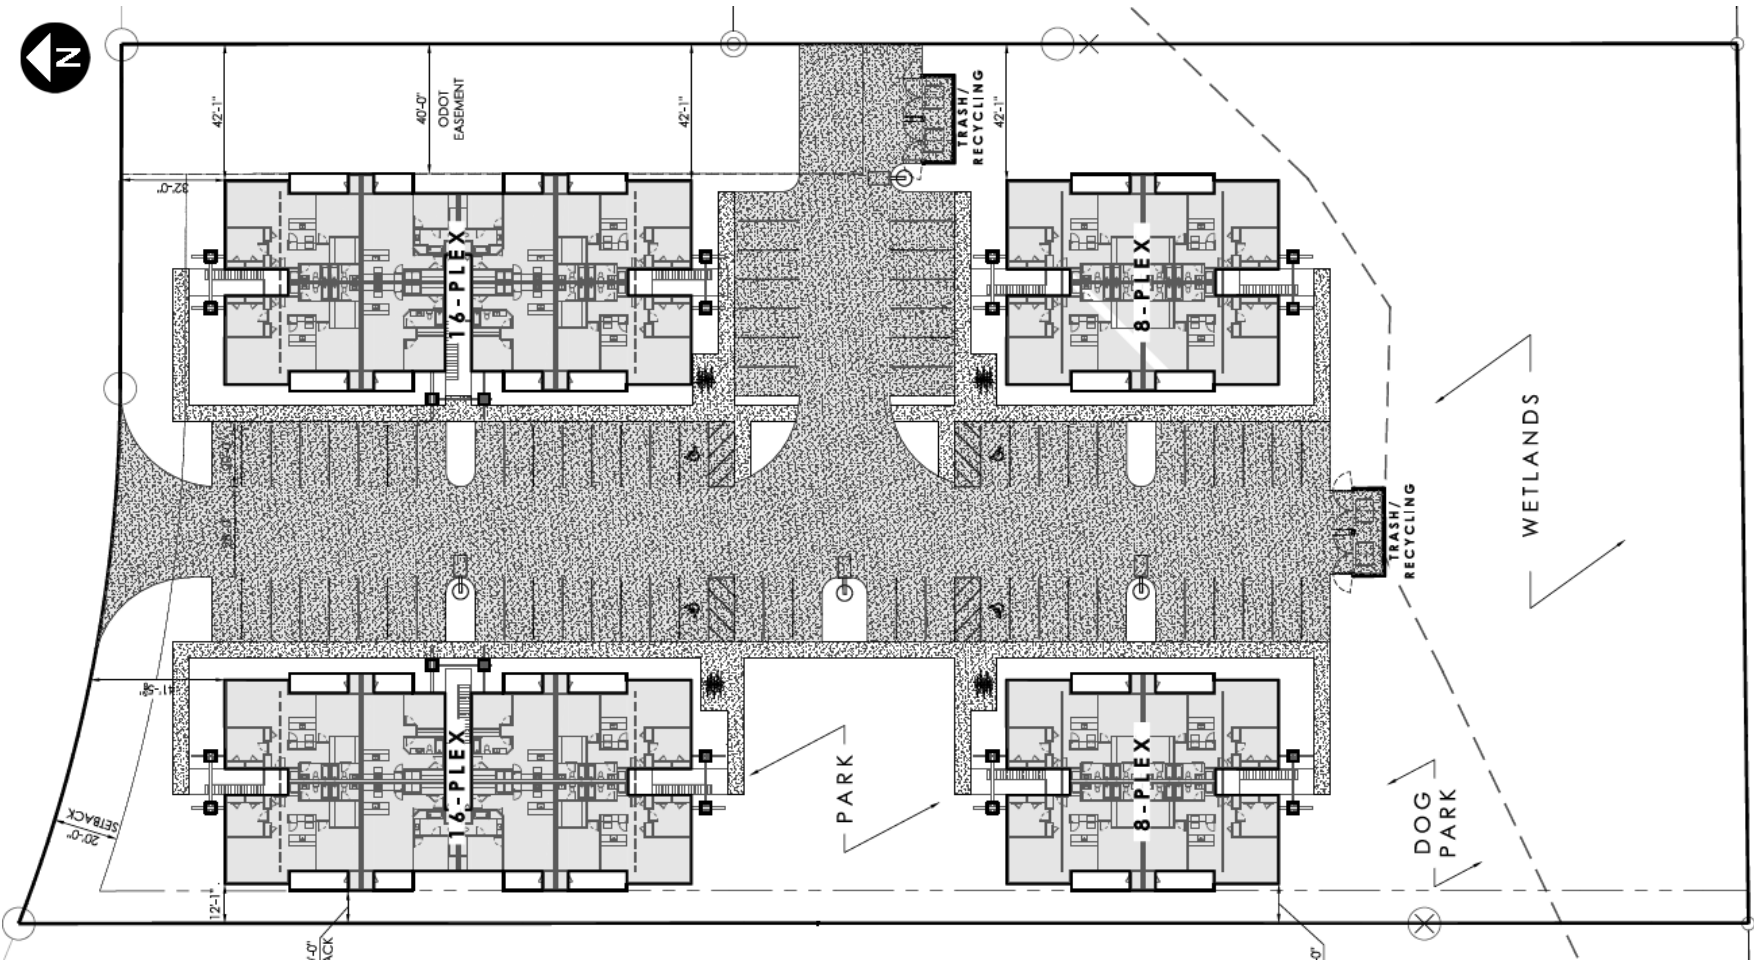 N
42'-1"
40'-0"
ODOT
EASEMENT
42'-1"
42'-1"
TRASH/
RECYCLING
32'-0"
16-PLEX
8-PLEX
WETLANDS
TRASH/
RECYCLING
16-PLEX
8-PLEX
PARK
DOG
PARK
20'-0"
SETBACK
12'-1"